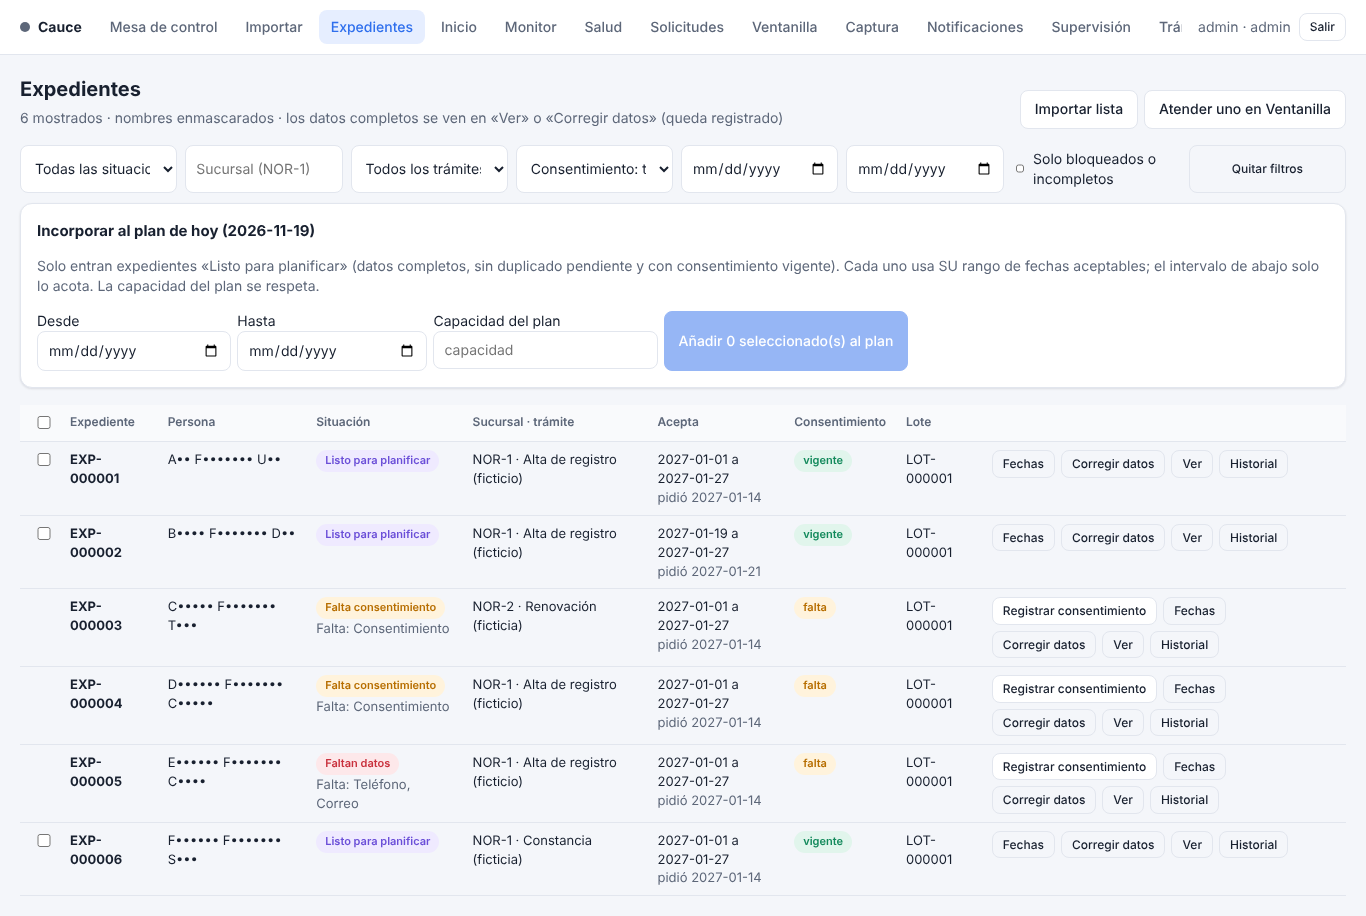 Cauce Mesa de control Importar Expedientes Inicio Monitor Salud Solicitudes Ventanilla Captura Notificaciones Supervisión Trá admin · admin Salir
Expedientes
6 mostrados · nombres enmascarados · los datos completos se ven en «Ver» o «Corregir datos» (queda registrado)
Importar lista Atender uno en Ventanilla
Todas las situacio Sucursal (NOR-1) Todos los trámites Consentimiento: t mm/dd/yyyy mm/dd/yyyy Solo bloqueados o
incompletos
Quitar filtros
Incorporar al plan de hoy (2026-11-19)
Solo entran expedientes «Listo para planificar» (datos completos, sin duplicado pendiente y con consentimiento vigente). Cada uno usa SU rango de fechas aceptables; el intervalo de abajo solo
lo acota. La capacidad del plan se respeta.
Desde Hasta Capacidad del plan
mm/dd/yyyy mm/dd/yyyy capacidad Añadir 0 seleccionado(s) al plan
Expediente Persona Situación Sucursal · trámite Acepta Consentimiento Lote
EXP- A•• F••••••• U•• Listo para planificar NOR-1 · Alta de registro 2027-01-01 a vigente LOT- Fechas Corregir datos Ver Historial
000001 (ficticio) 2027-01-27 000001
pidió 2027-01-14
EXP- B•••• F••••••• D•• Listo para planificar NOR-1 · Alta de registro 2027-01-19 a vigente LOT- Fechas Corregir datos Ver Historial
000002 (ficticio) 2027-01-27 000001
pidió 2027-01-21
EXP- C••••• F••••••• Falta consentimiento NOR-2 · Renovación 2027-01-01 a falta LOT- Registrar consentimiento Fechas
000003 T••• Falta: Consentimiento (ficticia) 2027-01-27 000001
pidió 2027-01-14 Corregir datos Ver Historial
EXP- D•••••• F••••••• Falta consentimiento NOR-1 · Alta de registro 2027-01-01 a falta LOT- Registrar consentimiento Fechas
000004 C••••• Falta: Consentimiento (ficticio) 2027-01-27 000001
pidió 2027-01-14 Corregir datos Ver Historial
EXP- E•••••• F••••••• Faltan datos NOR-1 · Alta de registro 2027-01-01 a falta LOT- Registrar consentimiento Fechas
000005 C•••• Falta: Teléfono, (ficticio) 2027-01-27 000001
Correo pidió 2027-01-14 Corregir datos Ver Historial
EXP- F•••••• F••••••• Listo para planificar NOR-1 · Constancia 2027-01-01 a vigente LOT- Fechas Corregir datos Ver Historial
000006 S••• (ficticia) 2027-01-27 000001
pidió 2027-01-14